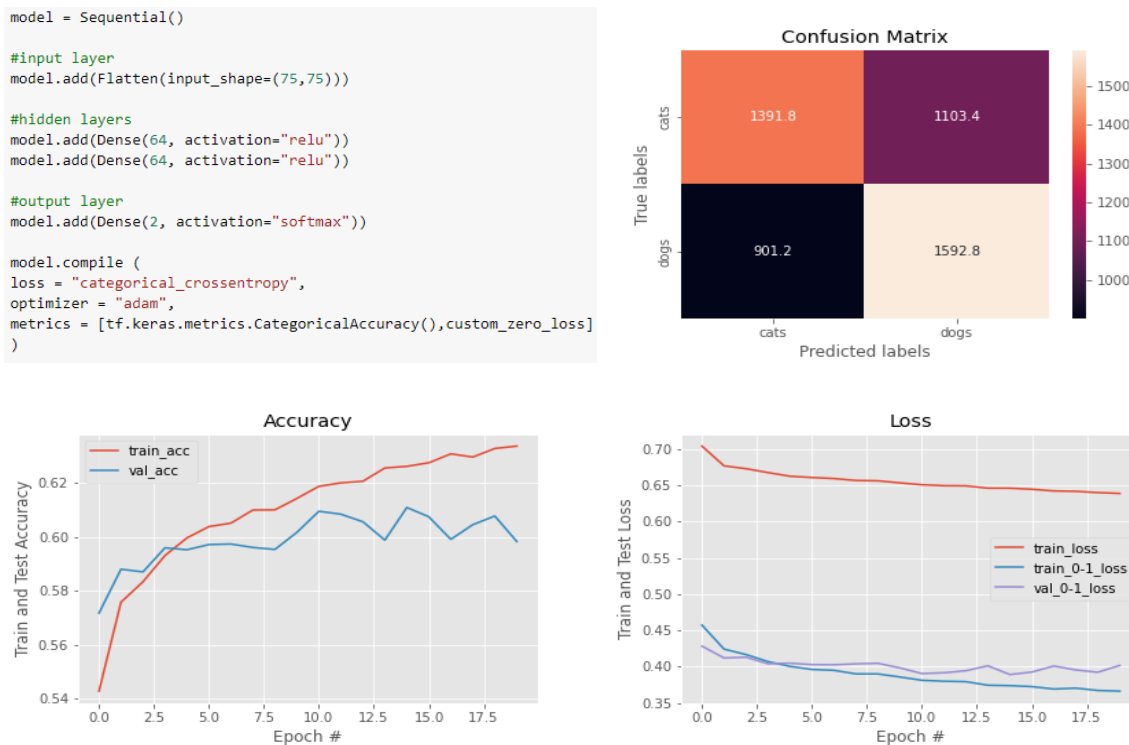 model = Sequential()
#input layer
model.add(Flatten(input_shape=(75,75)))
#hidden layers
model.add(Dense(64, activation="relu"))
model.add(Dense(64, activation="relu"))
#output layer
model.add(Dense(2, activation="softmax"))
model.compile (
loss = "categorical_crossentropy",
optimizer = "adam",
metrics = [tf.keras.metrics.CategoricalAccuracy(),custom_zero_loss]
)
Confusion Matrix
True labels
cats
dogs
1391.8
1103.4
901.2
1592.8
cats
dogs
Predicted labels
1500
1400
1300
1200
1100
1000
Accuracy
train_acc
val_acc
Train and Test Accuracy
0.62
0.60
0.58
0.56
0.54
0.0 2.5 5.0 7.5 10.0 12.5 15.0 17.5
Epoch #
Loss
Train and Test Loss
0.70
0.65
0.60
0.55
0.50
0.45
0.40
0.35
train_loss
train_0-1_loss
val_0-1_loss
0.0 2.5 5.0 7.5 10.0 12.5 15.0 17.5
Epoch #